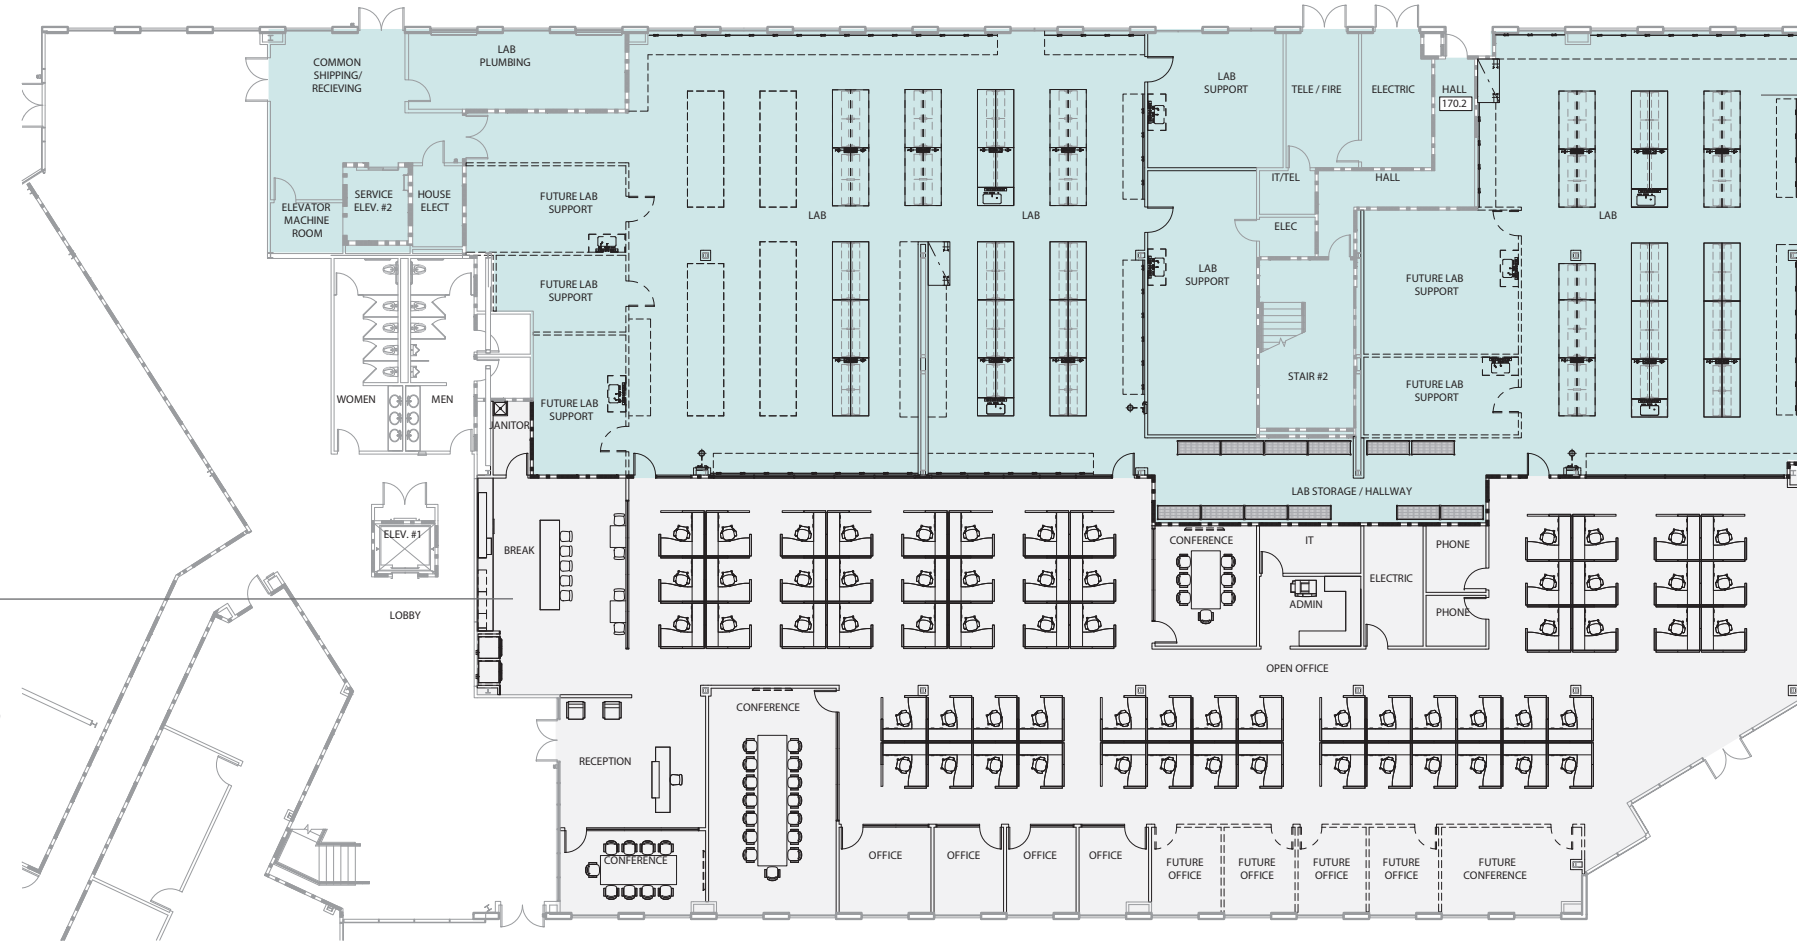 LAB
PLUMBING
COMMON
SHIPPING/
RECIEVING
LAB
SUPPORT
TELE / FIRE
ELECTRIC
HALL
170.2
SERVICE
ELEV. #2
HOUSE
ELECT
ELEVATOR
MACHINE
ROOM
FUTURE LAB
SUPPORT
LAB
LAB
IT/TEL
HALL
ELEC
LAB
FUTURE LAB
SUPPORT
LAB
SUPPORT
FUTURE LAB
SUPPORT
STAIR #2
FUTURE LAB
SUPPORT
FUTURE LAB
SUPPORT
WOMEN
MEN
JANITOR
LAB STORAGE / HALLWAY
ELEV. #1
BREAK
CONFERENCE
IT
PHONE
ELECTRIC
ADMIN
PHONE
LOBBY
OPEN OFFICE
CONFERENCE
RECEPTION
CONFERENCE
OFFICE
OFFICE
OFFICE
OFFICE
FUTURE
OFFICE
FUTURE
OFFICE
FUTURE
OFFICE
FUTURE
OFFICE
FUTURE
CONFERENCE